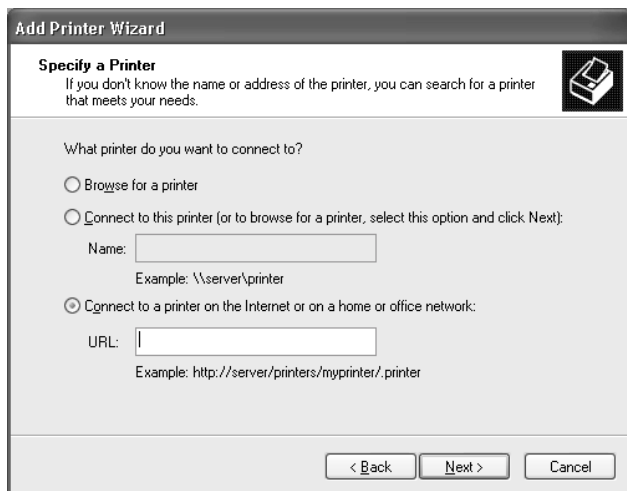 Add Printer Wizard
Specify a Printer
If you don't know the name or address of the printer, you can search for a printer
that meets your needs.
What printer do you want to connect to?
Browse for a printer
Connect to this printer (or to browse for a printer, select this option and click Next):
Name:
Example: \\server\printer
Connect to a printer on the Internet or on a home or office network:
URL:
Example: http://server/printers/myprinter/.printer
< Back Next > Cancel